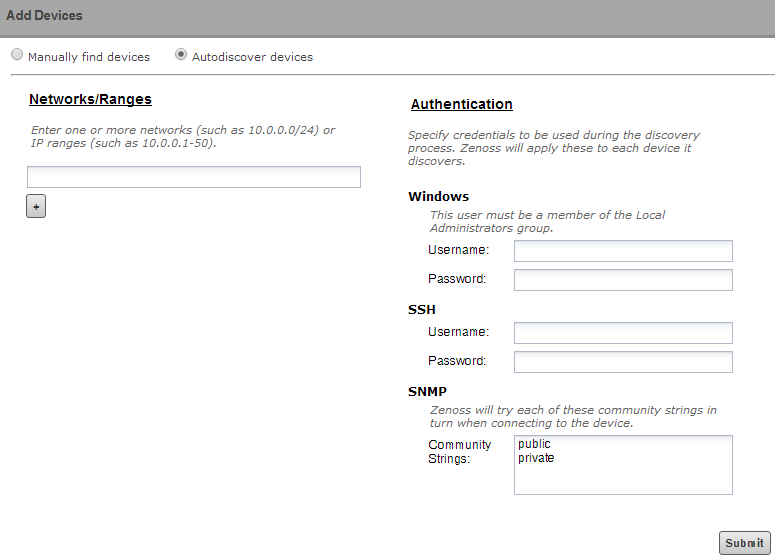 Add Devices
Manually find devices
Autodiscover devices
Networks/Ranges
Enter one or more networks (such as 10.0.0.0/24) or
IP ranges (such as 10.0.0.1-50).
+
Authentication
Specify credentials to be used during the discovery
process. Zenoss will apply these to each device it
discovers.
Windows
This user must be a member of the Local
Administrators group.
Username:
Password:
SSH
Username:
Password:
SNMP
Zenoss will try each of these community strings in
turn when connecting to the device.
Community
Strings:
public
private
Submit